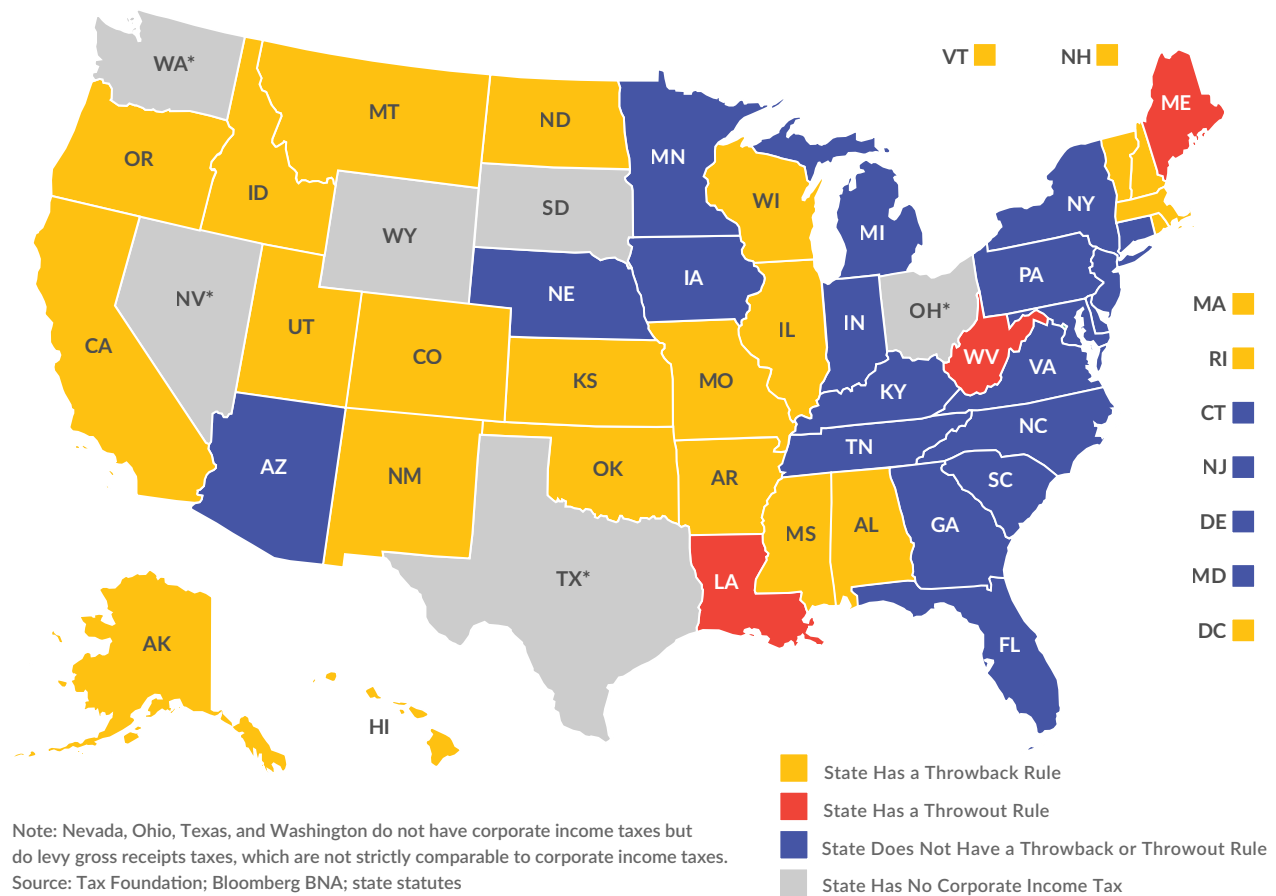 VT
NH
WA*
ME
MT
ND
MN
OR
ID
SD
WI
NY
WY
MI
IA
PA
NE
NV*
MA
OH*
UT
IL
IN
CA
CO
WV
RI
VA
KS
MO
KY
CT
NC
TN
AZ
NJ
NM
OK
AR
SC
DE
MS
AL
GA
TX*
LA
MD
DC
AK
FL
HI
State Has a Throwback Rule
State Has a Throwout Rule
State Does Not Have a Throwback or Throwout Rule
State Has No Corporate Income Tax
Note: Nevada, Ohio, Texas, and Washington do not have corporate income taxes but
do levy gross receipts taxes, which are not strictly comparable to corporate income taxes.
Source: Tax Foundation; Bloomberg BNA; state statutes